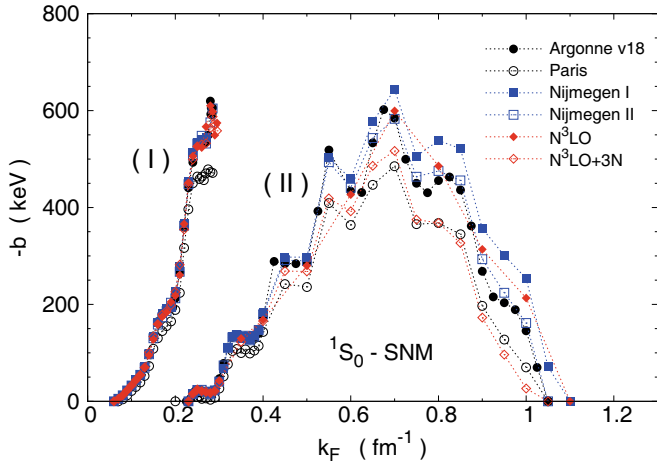 800
600
400
200
0
-b ( keV )
( I )
( II )
Argonne v18
Paris
Nijmegen I
Nijmegen II
N³LO
N³LO+3N
¹S₀ - SNM
0 0.2 0.4 0.6 0.8 1 1.2
k_F ( fm⁻¹ )